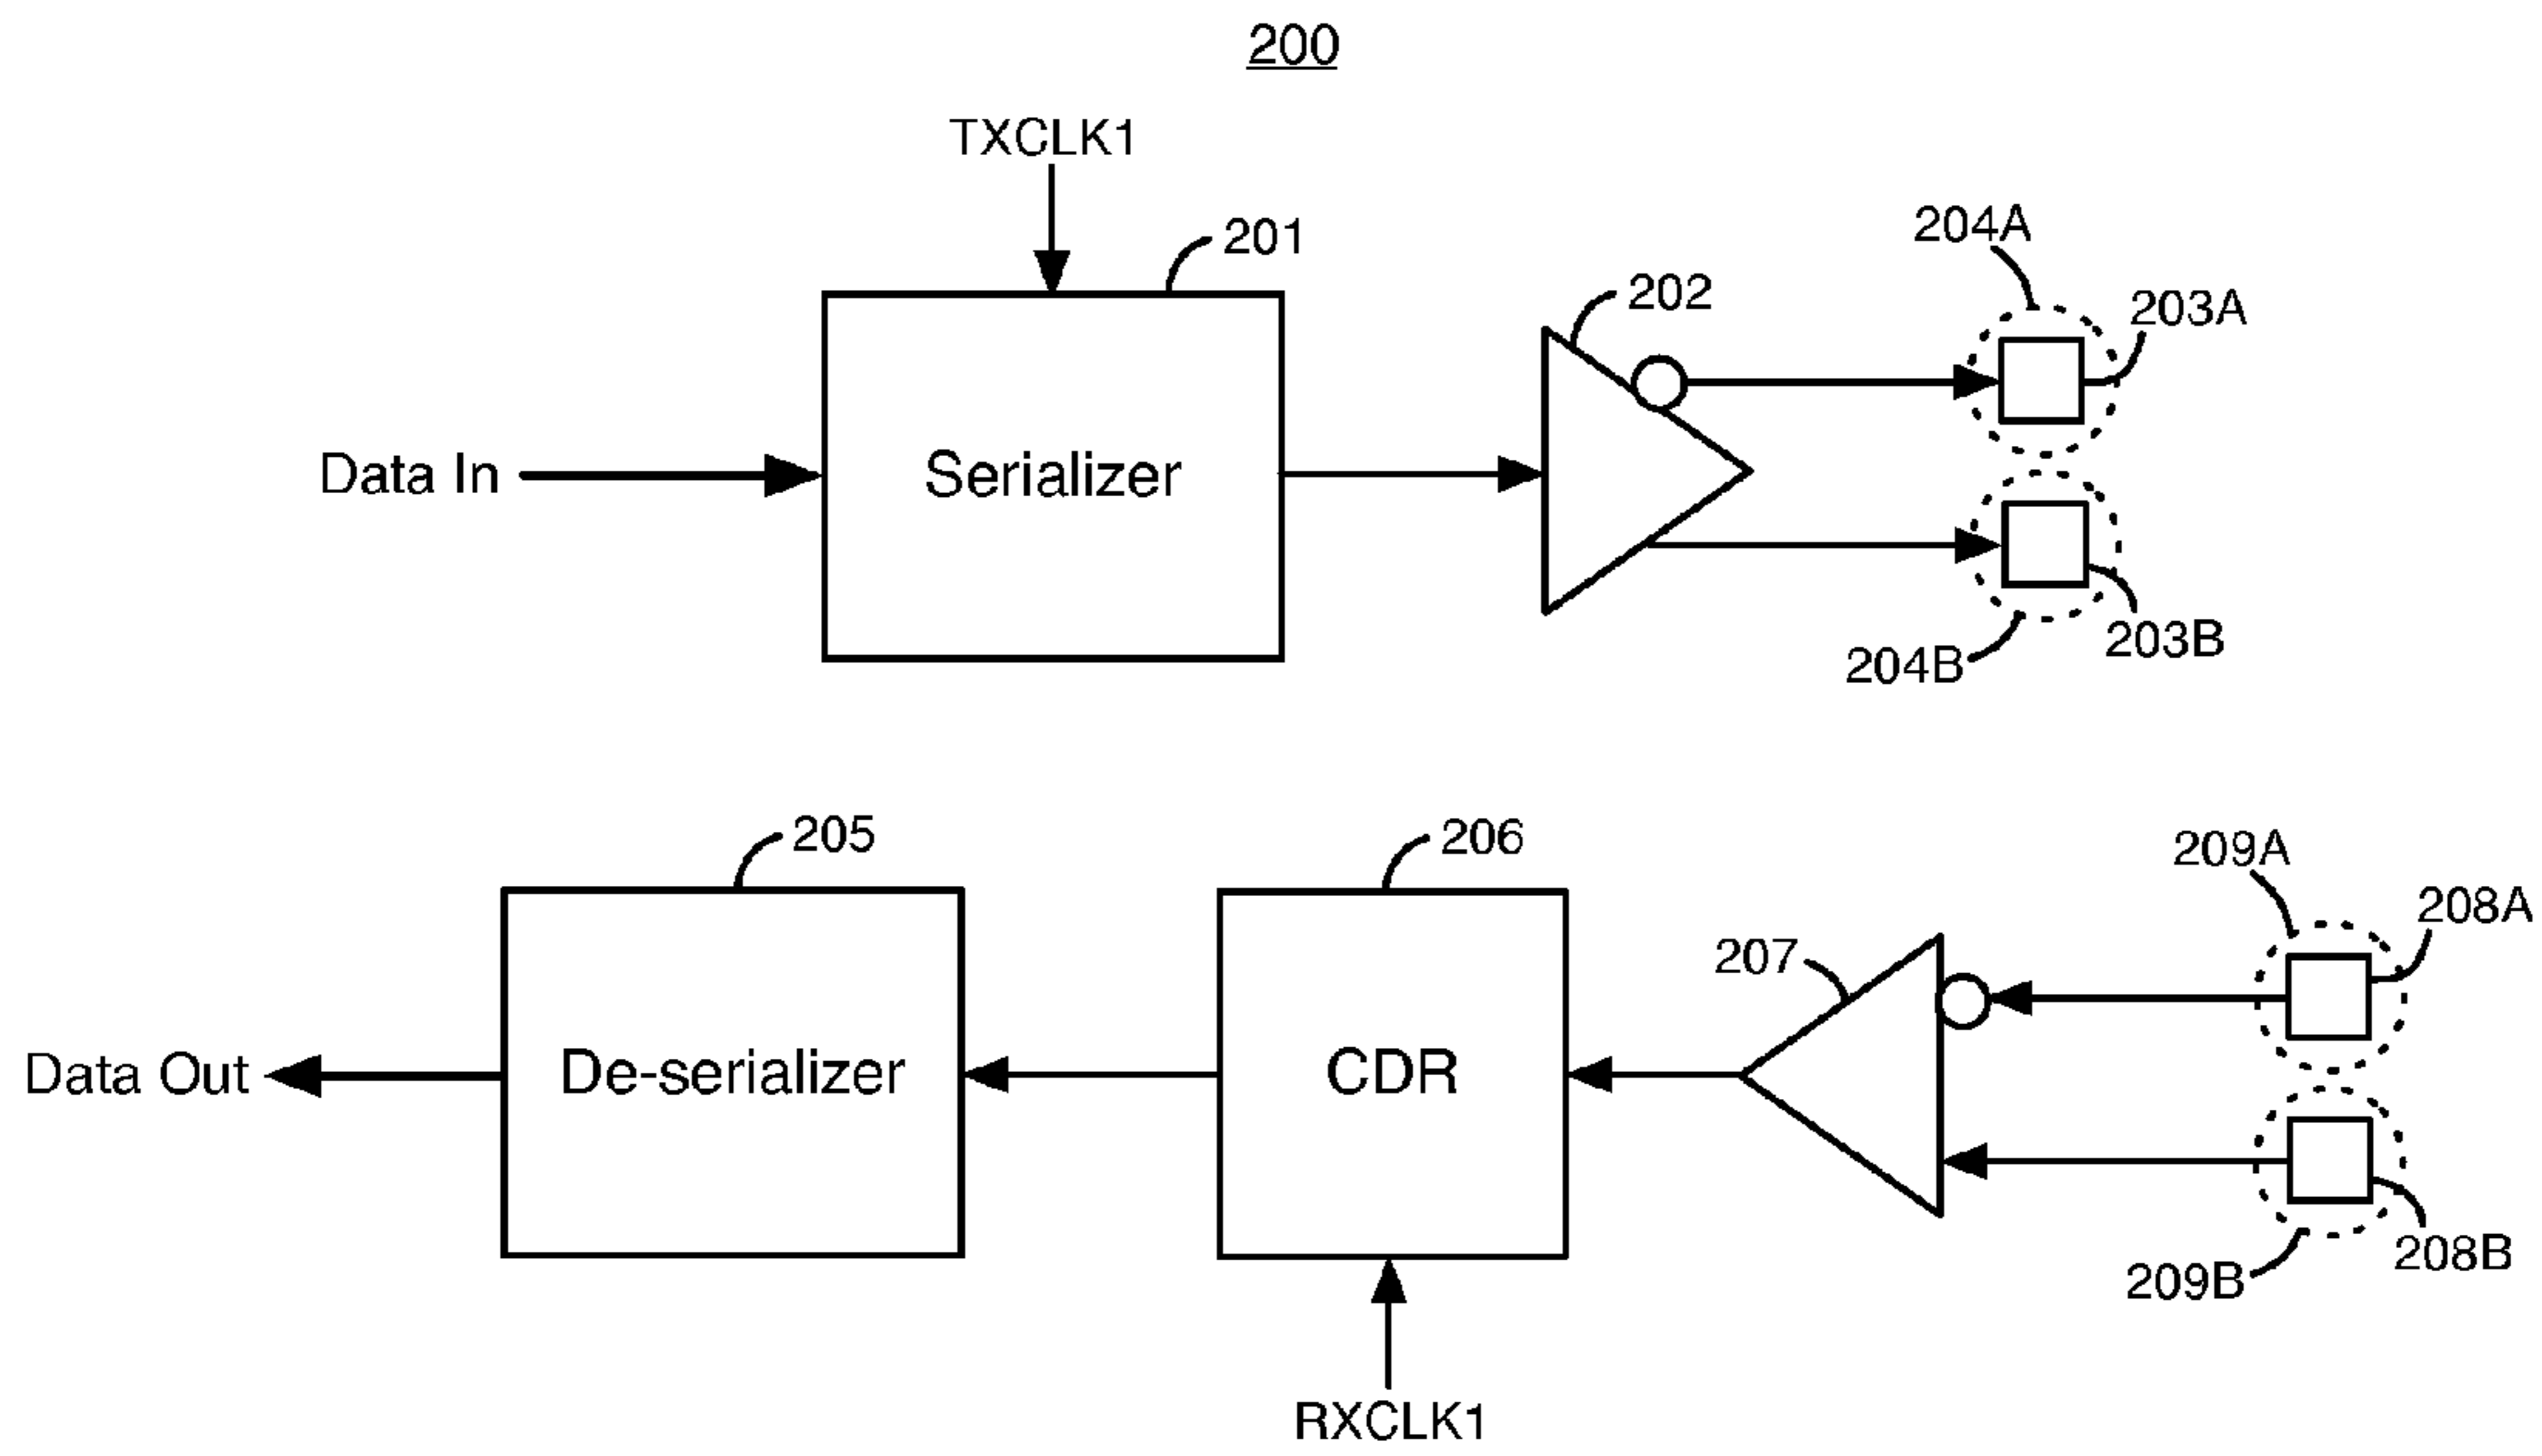 200
TXCLK1
201
204A
202
203A
Data In
Serializer
204B
203B
205
206
209A
208A
207
Data Out
De-serializer
CDR
208B
209B
RXCLK1